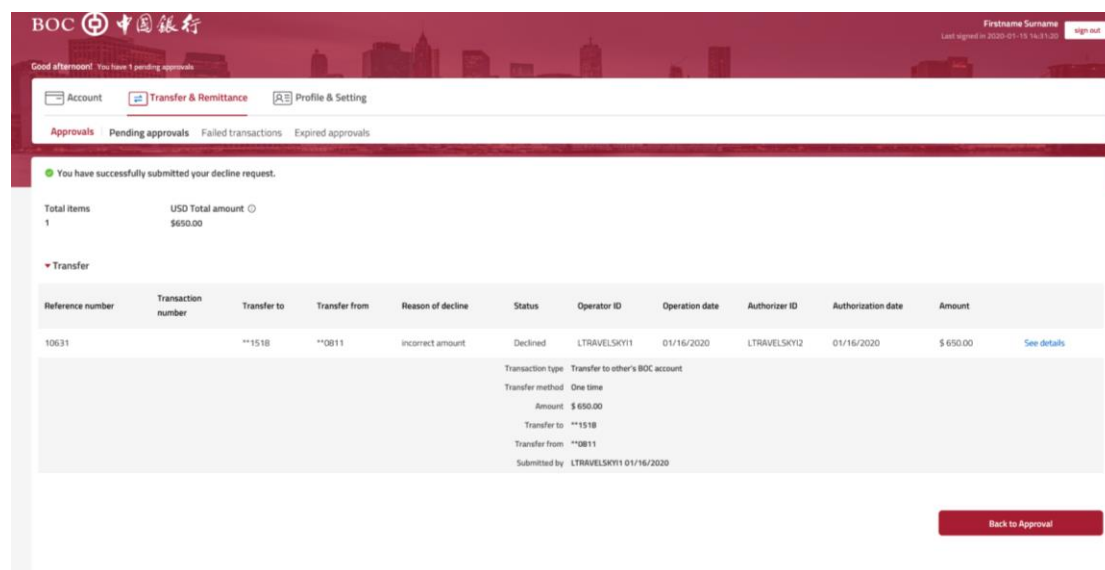 BOC 中国银行
Firstname Surname
Last signed in 2020-01-15 14:31:20
sign out
Good afternoon! You have 1 pending approvals
Account Transfer & Remittance Profile & Setting
Approvals Pending approvals Failed transactions Expired approvals
You have successfully submitted your decline request.
Total items USD Total amount
1 $650.00
Transfer
Reference number Transaction number Transfer to Transfer from Reason of decline Status Operator ID Operation date Authorizer ID Authorization date Amount
10631 **1518 **0811 incorrect amount Declined LTRAVELSKYI1 01/16/2020 LTRAVELSKYI2 01/16/2020 $ 650.00 See details
Transaction type Transfer to other's BOC account
Transfer method One time
Amount $ 650.00
Transfer to **1518
Transfer from **0811
Submitted by LTRAVELSKYI1 01/16/2020
Back to Approval